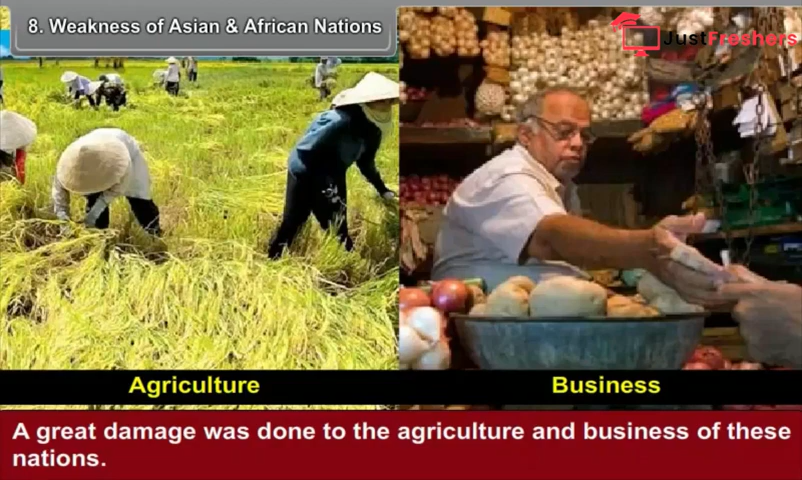 8. Weakness of Asian & African Nations
JustFreshers
Agriculture
Business
A great damage was done to the agriculture and business of these
nations.